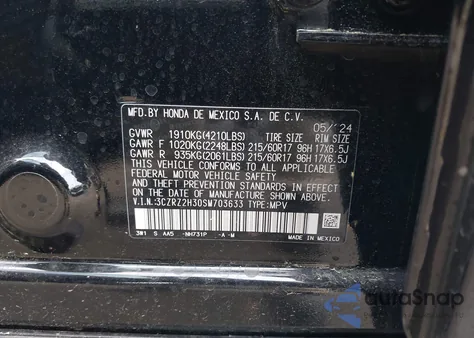 MFD.BY HONDA DE MEXICO S.A. DE C.V.
05/'24
GVWR 1910KG(4210LBS) TIRE SIZE RIM SIZE
GAWR F 1020KG(2248LBS) 215/60R17 96H 17X6.5J
GAWR R 935KG(2061LBS) 215/60R17 96H 17X6.5J
THIS VEHICLE CONFORMS TO ALL APPLICABLE
FEDERAL MOTOR VEHICLE SAFETY AND
THEFT PREVENTION STANDARDS IN EFFECT ON
THE DATE OF MANUFACTURE SHOWN ABOVE.
V.I.N.:3CZRZ2H30SM703633 TYPE:MPV
3W1 S AA5 -NH731P -A-M
MADE IN MEXICO
autoSnap